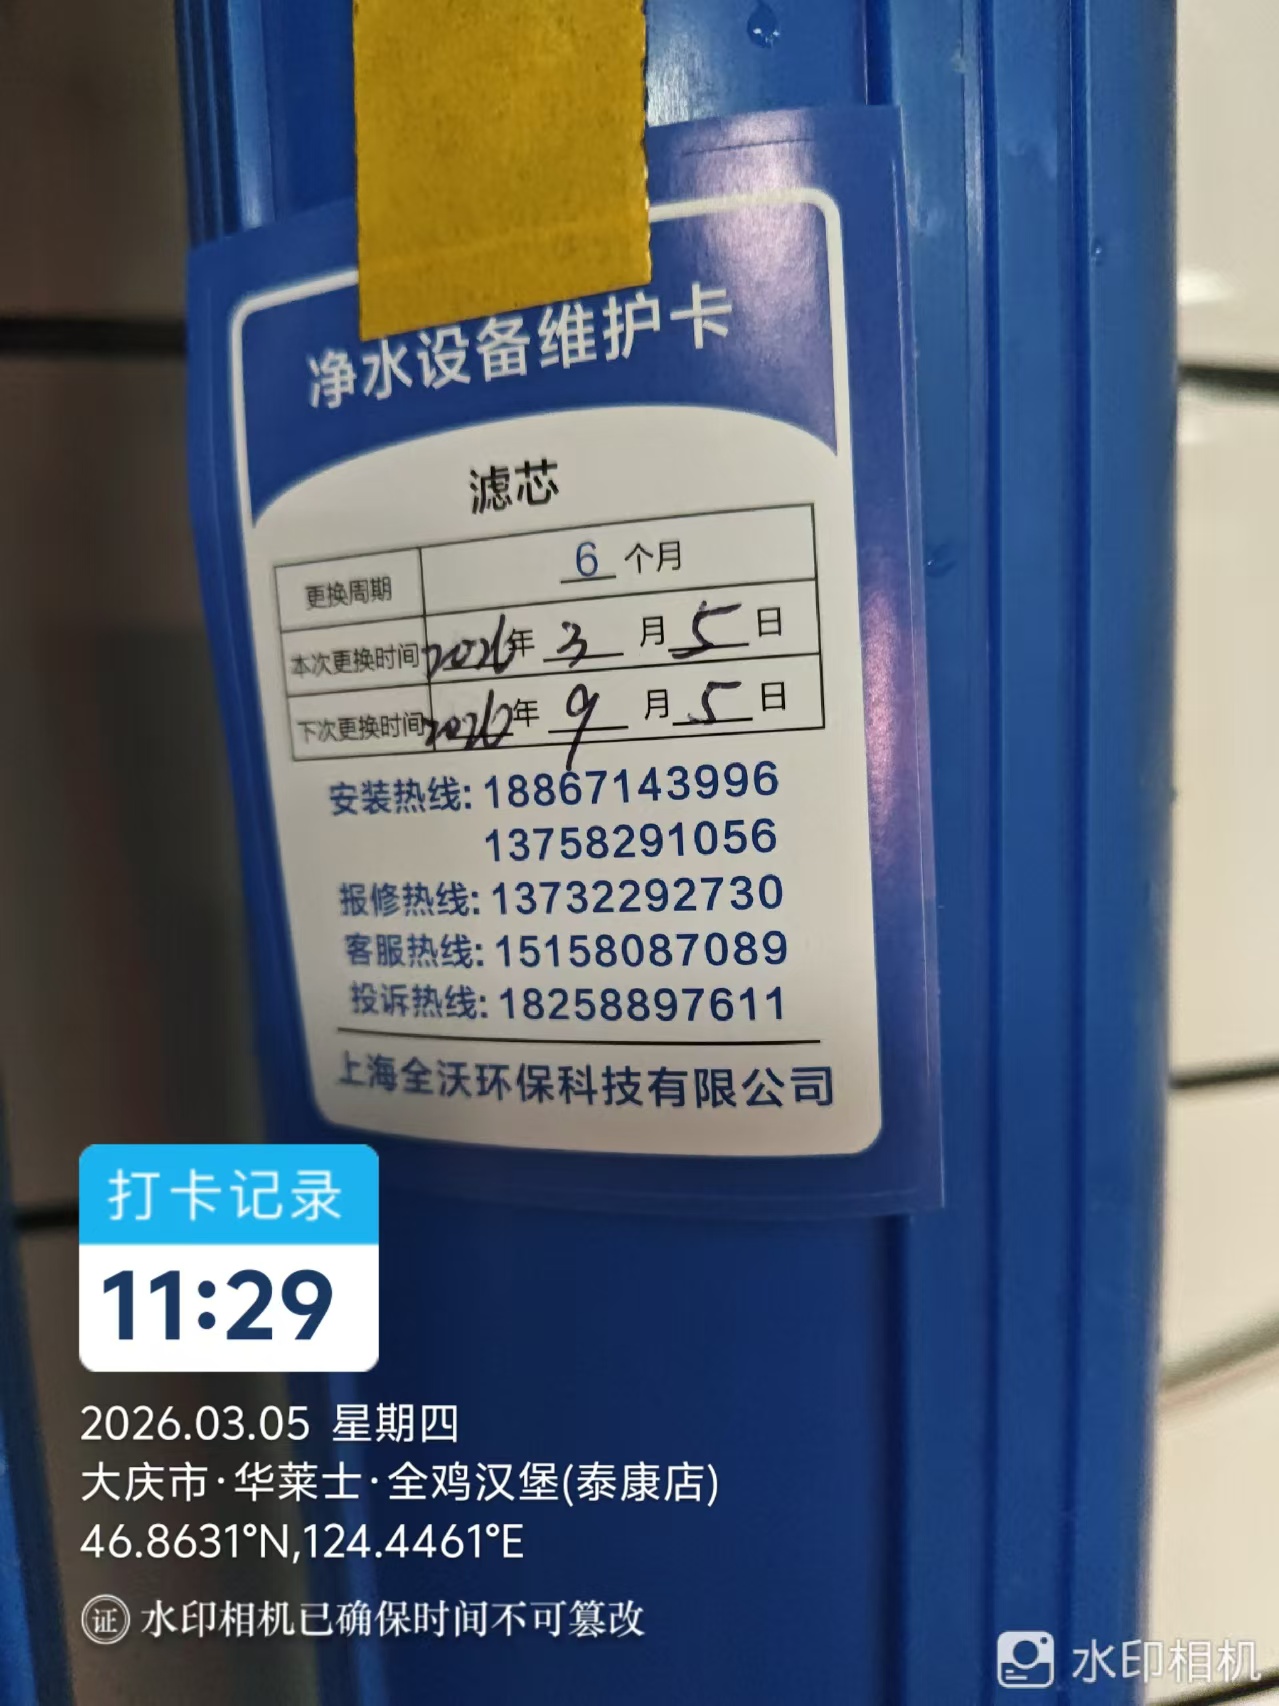 净水设备维护卡
滤芯
更换周期 6 个月
本次更换时间 2026年 3 月 5 日
下次更换时间 2026年 9 月 5 日
安装热线: 18867143996
13758291056
报修热线: 13732292730
客服热线: 15158087089
投诉热线: 18258897611
上海全沃环保科技有限公司
打卡记录
11:29
2026.03.05 星期四
大庆市·华莱士·全鸡汉堡(泰康店)
46.8631°N,124.4461°E
证 水印相机已确保时间不可篡改
水印相机